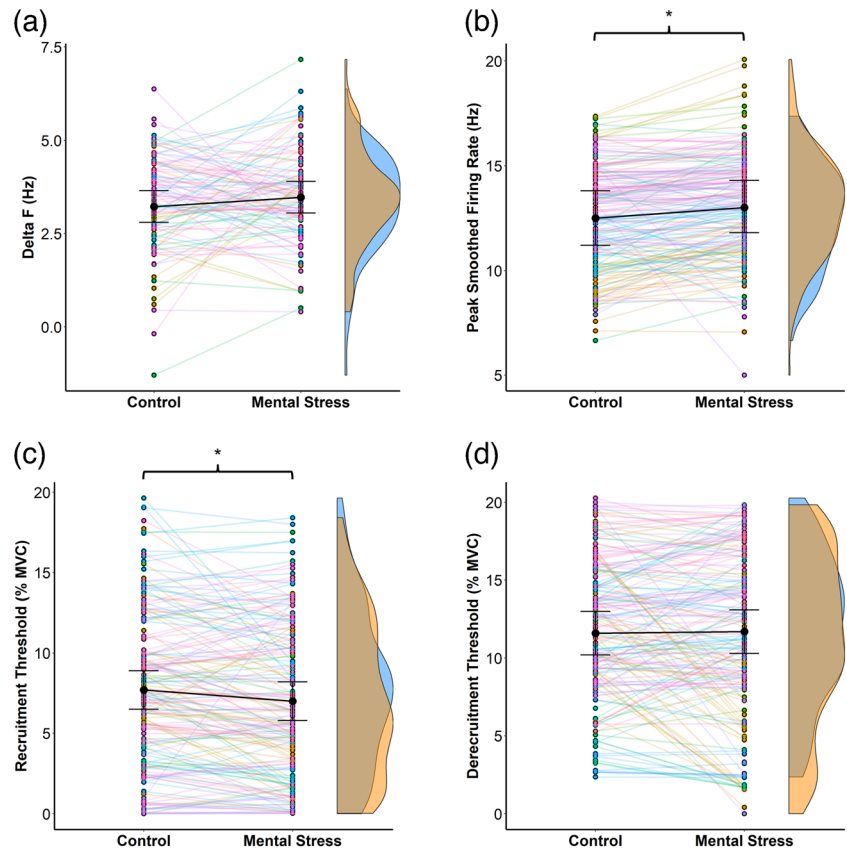 (a)
7.5
5.0
2.5
0.0
Delta F (Hz)
Control
Mental Stress
(b)
*
20
15
10
5
Peak Smoothed Firing Rate (Hz)
Control
Mental Stress
(c)
*
20
15
10
5
0
Recruitment Threshold (% MVC)
Control
Mental Stress
(d)
20
15
10
5
0
Derecruitment Threshold (% MVC)
Control
Mental Stress